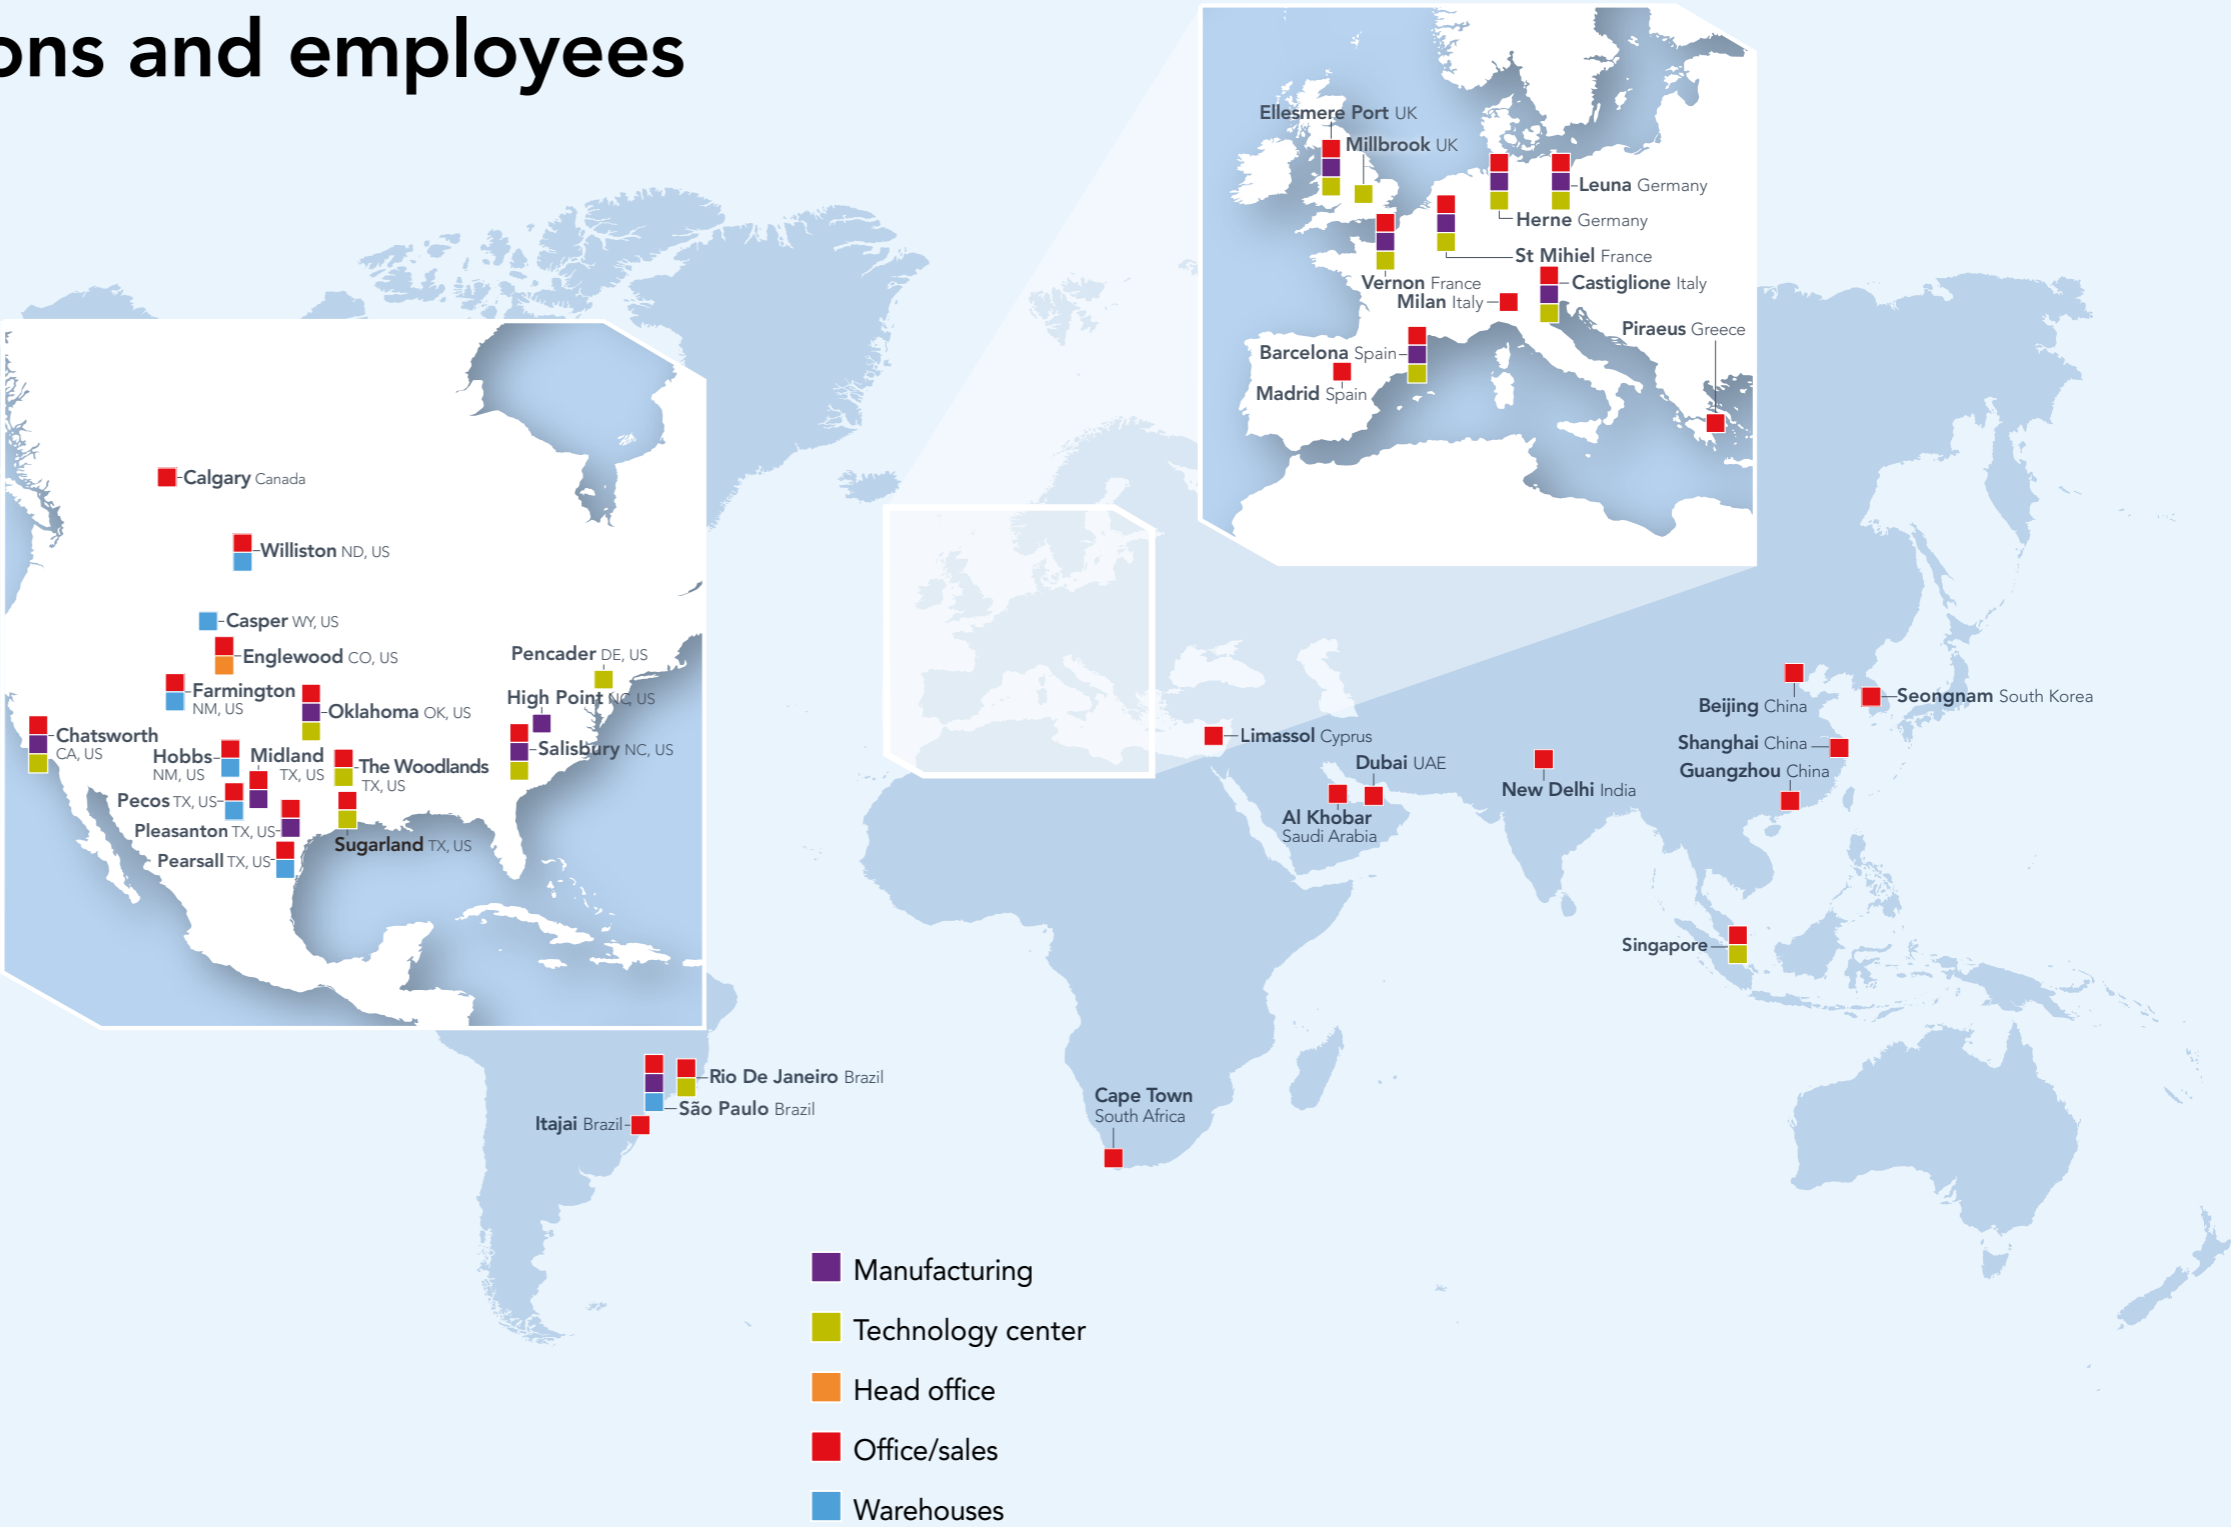 ons and employees
Ellesmere Port UK
Millbrook UK
Leuna Germany
Herne Germany
St Mihiel France
Vernon France
Castiglione Italy
Milan Italy
Piraeus Greece
Barcelona Spain
Madrid Spain
Calgary Canada
Williston ND, US
Casper WY, US
Englewood CO, US
Pencader DE, US
Farmington
NM, US
High Point NC, US
Oklahoma OK, US
Chatsworth
CA, US
Salisbury NC, US
Hobbs
NM, US
Midland
TX, US
The Woodlands
TX, US
Pecos TX, US
Pleasanton TX, US
Sugarland TX, US
Pearsall TX, US
Limassol Cyprus
Dubai UAE
Al Khobar
Saudi Arabia
New Delhi India
Beijing China
Seongnam South Korea
Shanghai China
Guangzhou China
Singapore
Rio De Janeiro Brazil
São Paulo Brazil
Itajai Brazil
Cape Town
South Africa
Manufacturing
Technology center
Head office
Office/sales
Warehouses